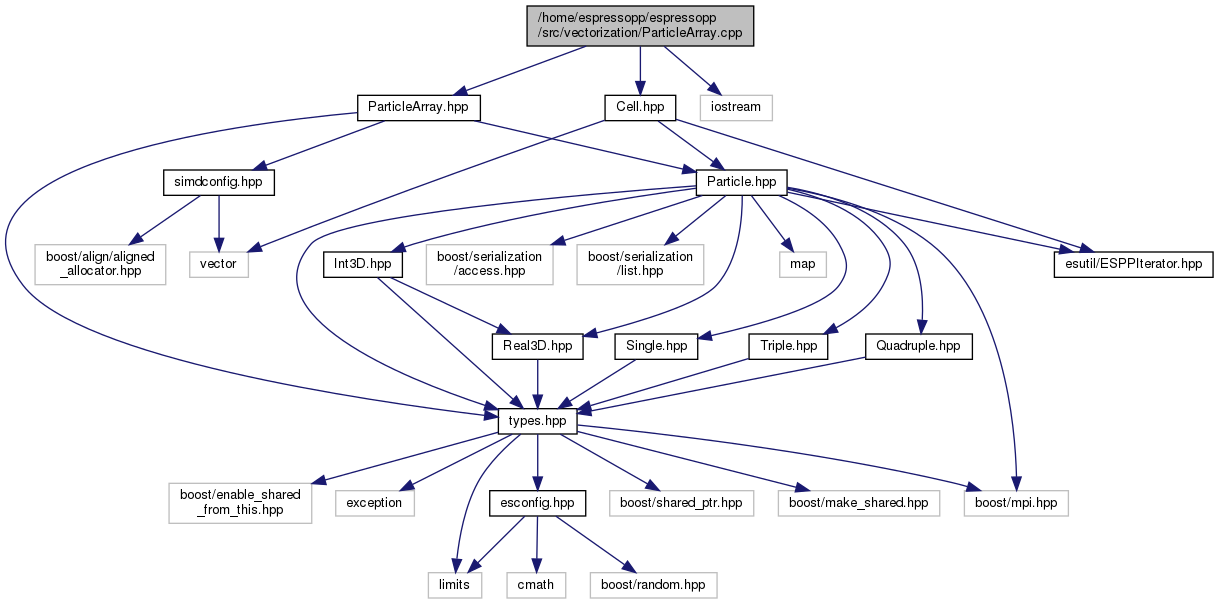 /home/espressopp/espressopp
/src/vectorization/ParticleArray.cpp
ParticleArray.hpp
Cell.hpp
iostream
simdconfig.hpp
Particle.hpp
boost/align/aligned
_allocator.hpp
vector
Int3D.hpp
boost/serialization
/access.hpp
boost/serialization
/list.hpp
map
esutil/ESPPIterator.hpp
Real3D.hpp
Single.hpp
Triple.hpp
Quadruple.hpp
types.hpp
boost/enable_shared
_from_this.hpp
exception
esconfig.hpp
boost/shared_ptr.hpp
boost/make_shared.hpp
boost/mpi.hpp
limits
cmath
boost/random.hpp